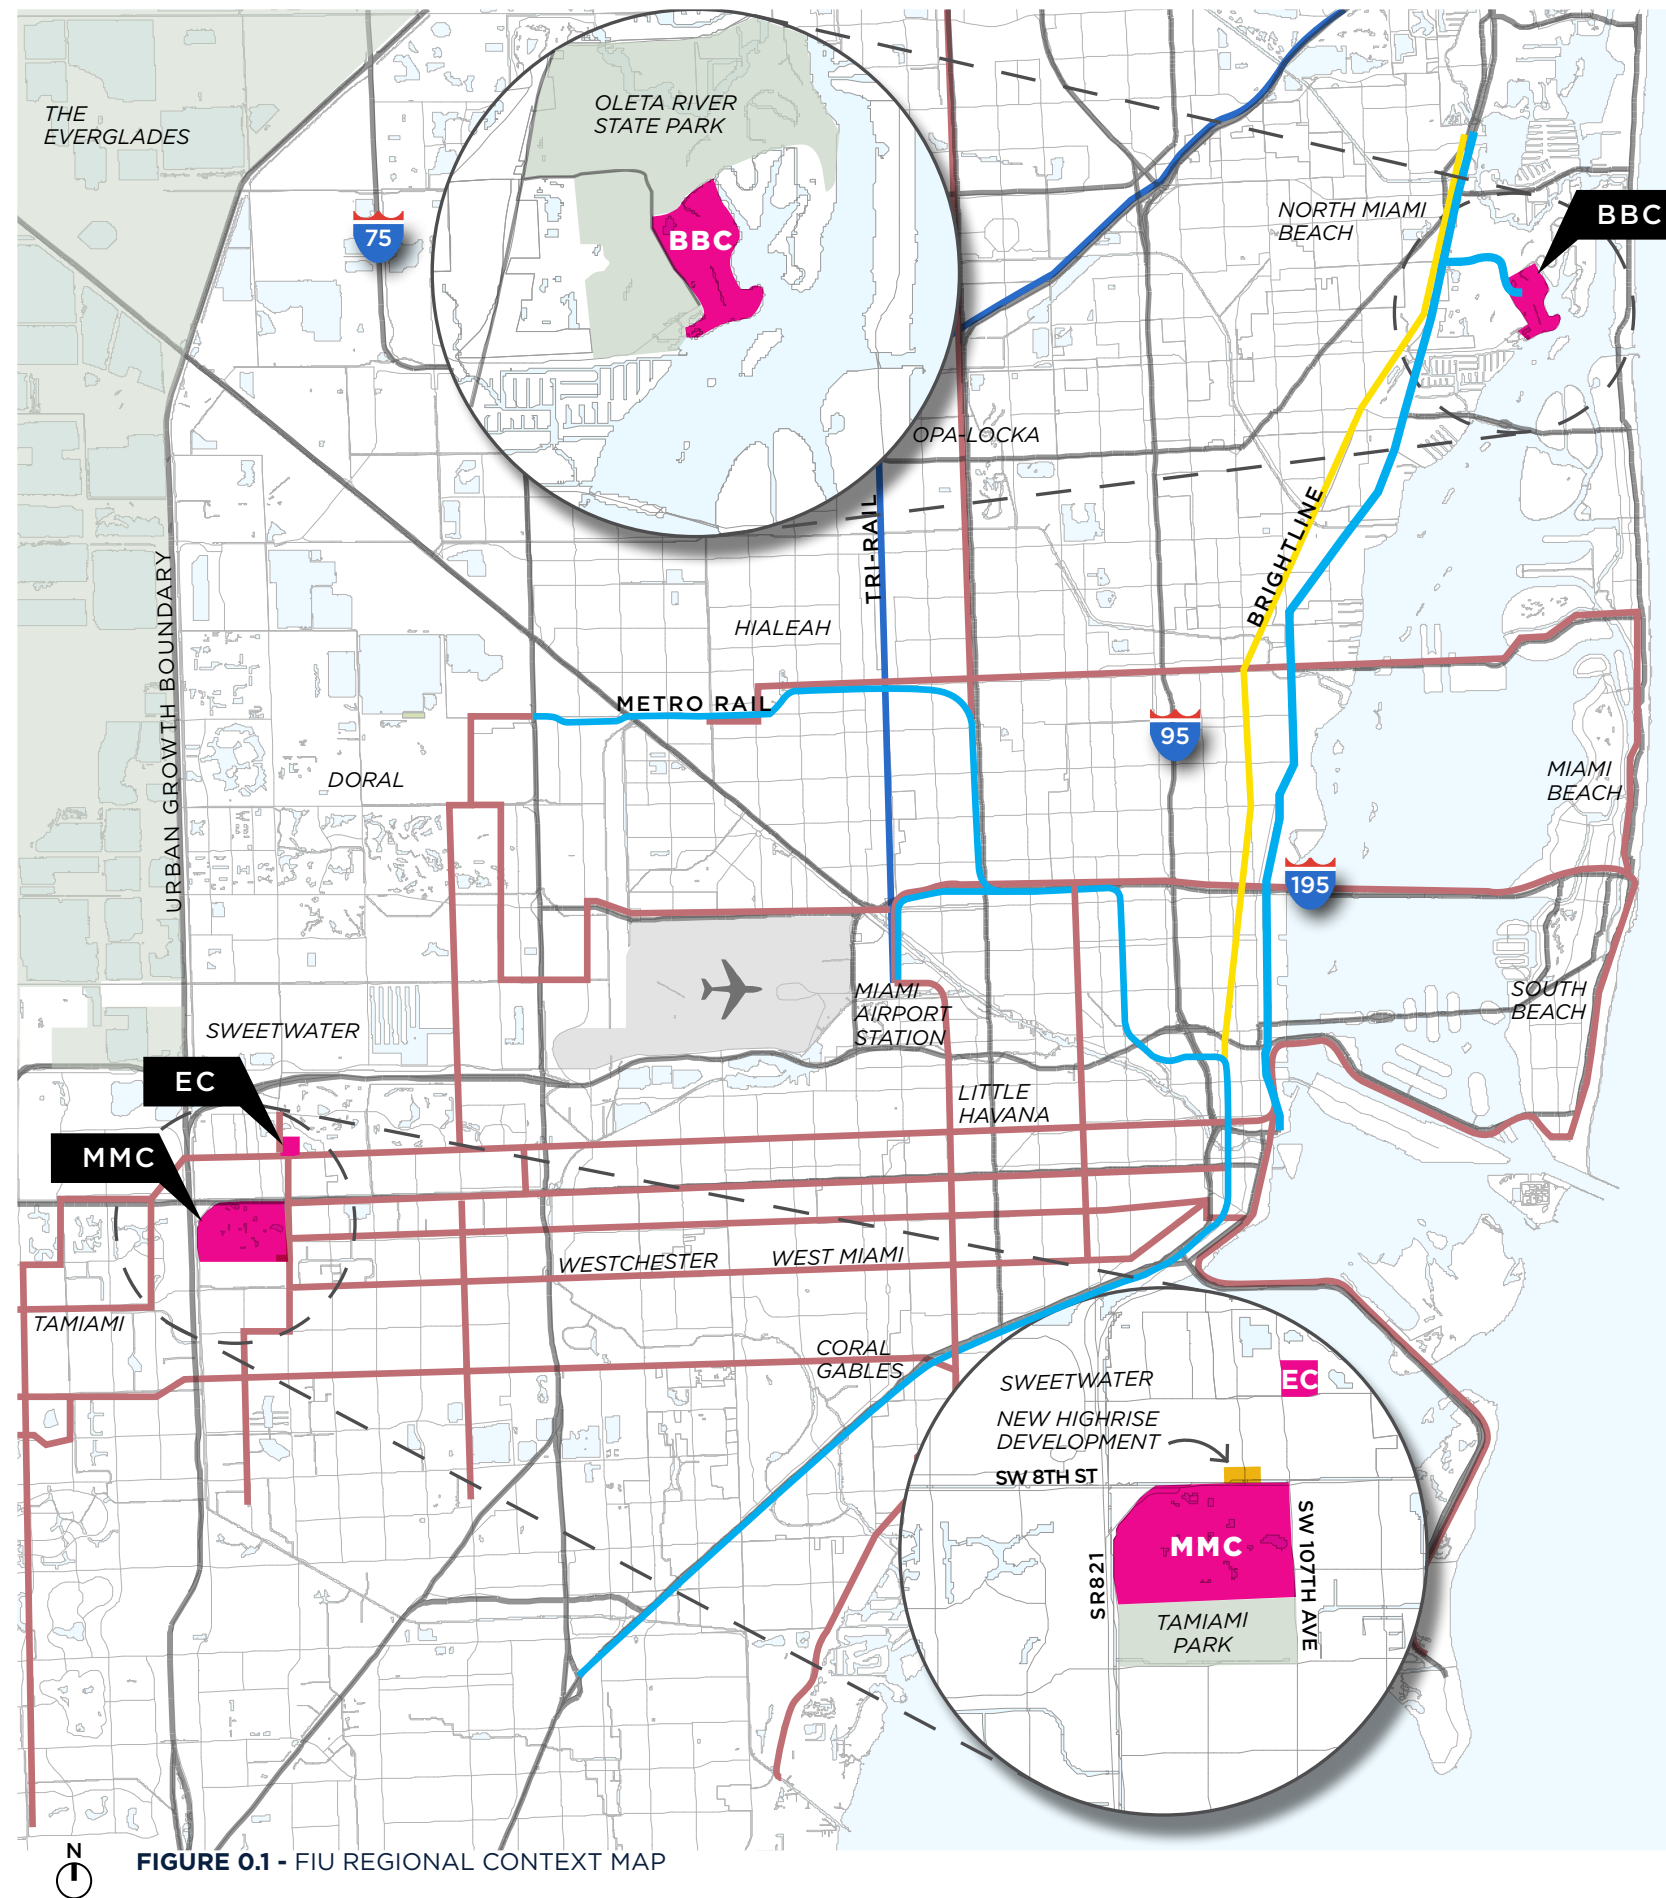 THE
EVERGLADES
OLETA RIVER
STATE PARK
75
BBC
NORTH MIAMI
BEACH
BBC
OPA-LOCKA
TRI-RAIL
BRIGHTLINE
URBAN GROWTH BOUNDARY
HIALEAH
METRO RAIL
95
DORAL
MIAMI
BEACH
195
MIAMI
AIRPORT
STATION
SOUTH
BEACH
SWEETWATER
EC
LITTLE
HAVANA
MMC
WESTCHESTER
WEST MIAMI
TAMIAMI
CORAL
GABLES
SWEETWATER
EC
NEW HIGHRISE
DEVELOPMENT
SW 8TH ST
MMC
SR821
SW 107TH AVE
TAMIAMI
PARK
N
FIGURE 0.1 - FIU REGIONAL CONTEXT MAP